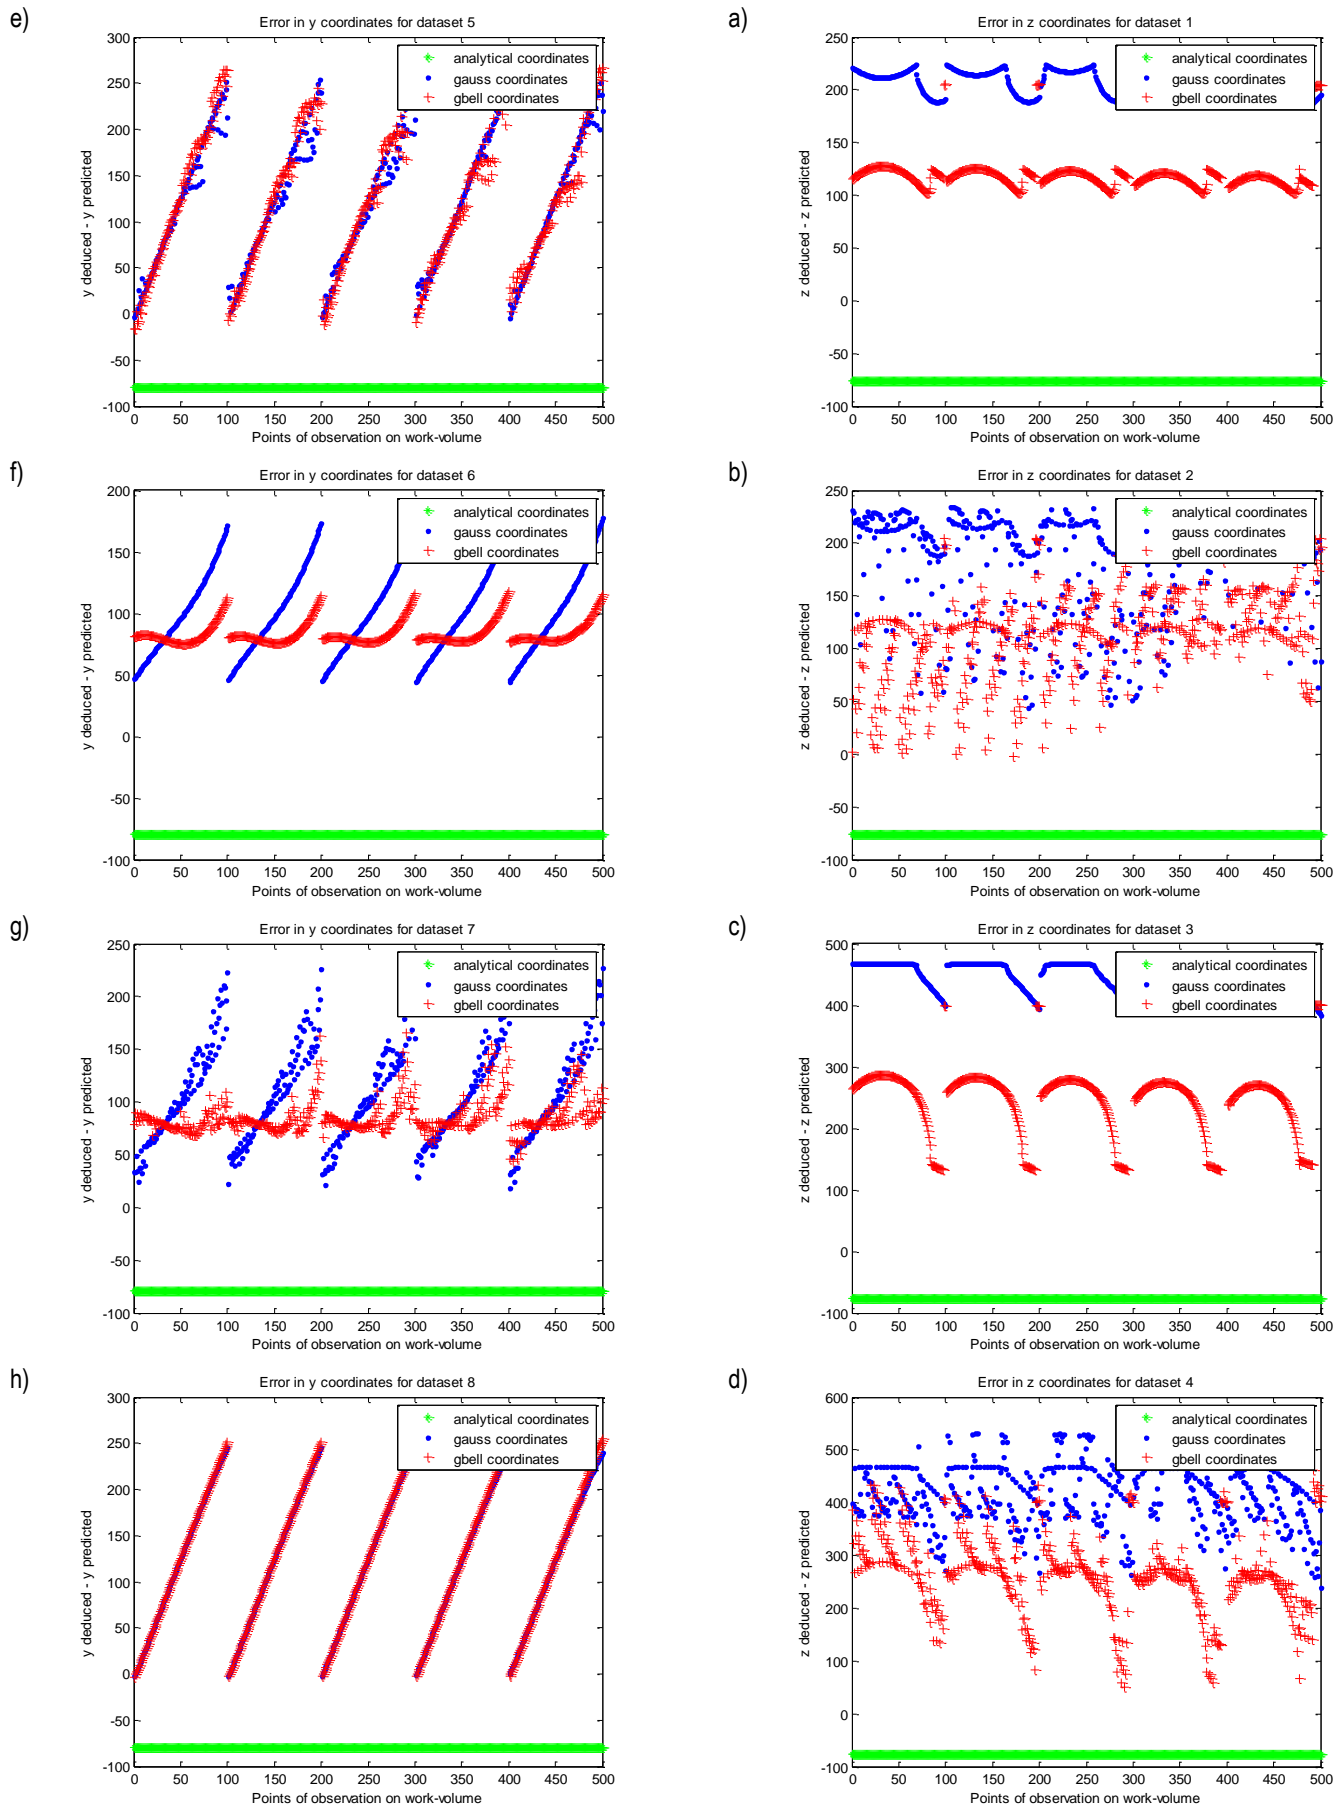 e)
Error in y coordinates for dataset 5
300
250
200
150
100
50
0
-50
-100
y deduced - y predicted
analytical coordinates
gauss coordinates
gbell coordinates
0 50 100 150 200 250 300 350 400 450 500
Points of observation on work-volume
a)
Error in z coordinates for dataset 1
250
200
150
100
50
0
-50
-100
z deduced - z predicted
analytical coordinates
gauss coordinates
gbell coordinates
0 50 100 150 200 250 300 350 400 450 500
Points of observation on work-volume
f)
Error in y coordinates for dataset 6
200
150
100
50
0
-50
-100
y deduced - y predicted
analytical coordinates
gauss coordinates
gbell coordinates
0 50 100 150 200 250 300 350 400 450 500
Points of observation on work-volume
b)
Error in z coordinates for dataset 2
250
200
150
100
50
0
-50
-100
z deduced - z predicted
analytical coordinates
gauss coordinates
gbell coordinates
0 50 100 150 200 250 300 350 400 450 500
Points of observation on work-volume
g)
Error in y coordinates for dataset 7
250
200
150
100
50
0
-50
-100
y deduced - y predicted
analytical coordinates
gauss coordinates
gbell coordinates
0 50 100 150 200 250 300 350 400 450 500
Points of observation on work-volume
c)
Error in z coordinates for dataset 3
500
400
300
200
100
0
-100
z deduced - z predicted
analytical coordinates
gauss coordinates
gbell coordinates
0 50 100 150 200 250 300 350 400 450 500
Points of observation on work-volume
h)
Error in y coordinates for dataset 8
300
250
200
150
100
50
0
-50
-100
y deduced - y predicted
analytical coordinates
gauss coordinates
gbell coordinates
0 50 100 150 200 250 300 350 400 450 500
Points of observation on work-volume
d)
Error in z coordinates for dataset 4
600
500
400
300
200
100
0
-100
z deduced - z predicted
analytical coordinates
gauss coordinates
gbell coordinates
0 50 100 150 200 250 300 350 400 450 500
Points of observation on work-volume